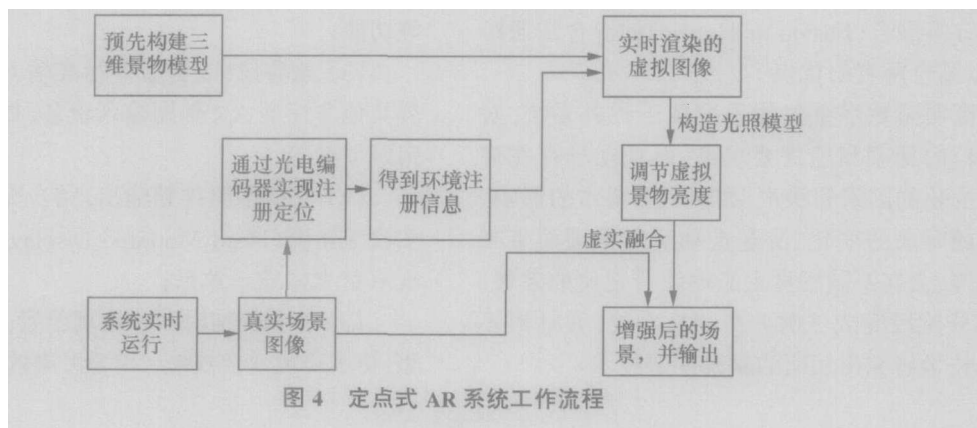 预先构建三
维景物模型
实时渲染的
虚拟图像
构造光照模型
通过光电编
码器实现注
册定位
得到环境注
册信息
调节虚拟
景物亮度
虚实融合
系统实时
运行
真实场景
图像
增强后的场
景,并输出
图 4 定点式 AR 系统工作流程